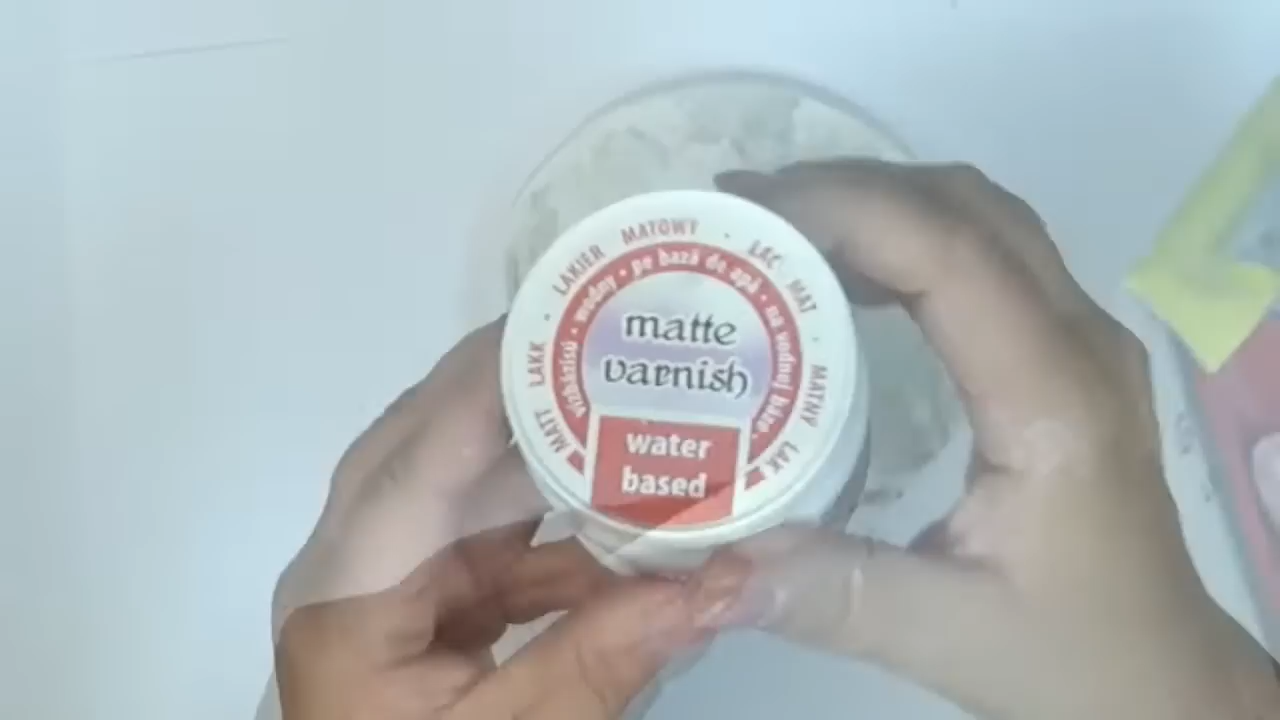 MATT LAKK · LAKIER MATOWY · LAC MAT · MATNY LAK
vízbázisú · wodny · pe bază de apă · na vodnej báze ·
matte
varnish
water
based